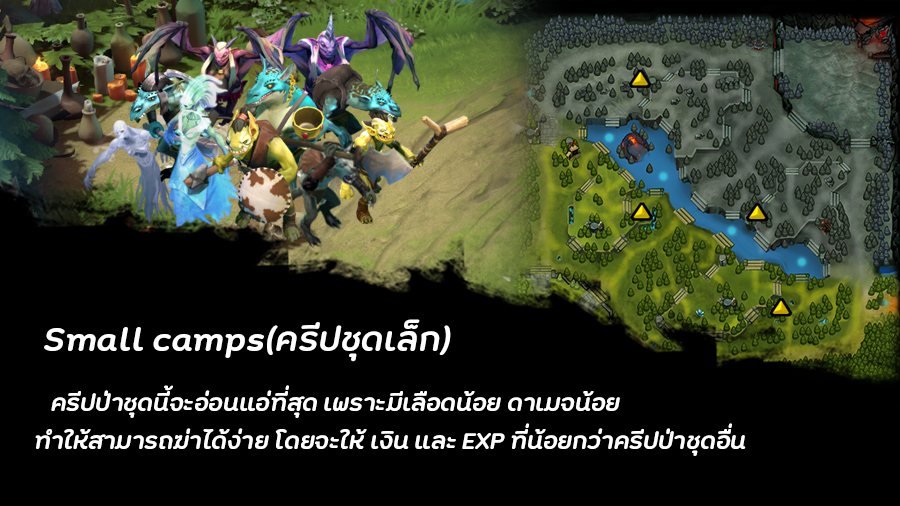 Small camps(ครีปชุดเล็ก)
ครีปป่าชุดนี้จะอ่อนแอ่ที่สุด เพราะมีเลือดน้อย ดาเมจน้อย
ทำให้สามารถฆ่าได้ง่าย โดยจะให้ เงิน และ EXP ที่น้อยกว่าครีปป่าชุดอื่น